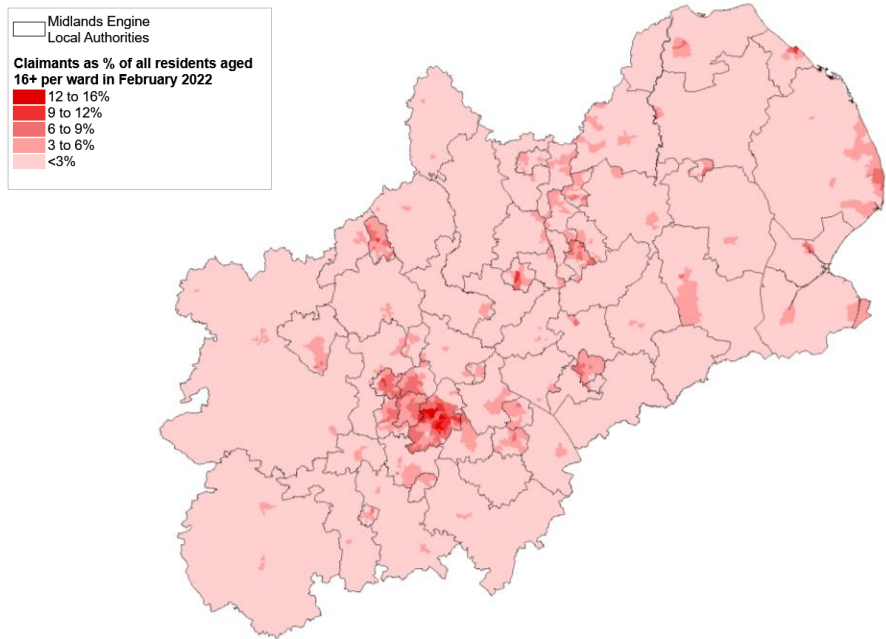 Midlands Engine
Local Authorities
Claimants as % of all residents aged
16+ per ward in February 2022
12 to 16%
9 to 12%
6 to 9%
3 to 6%
<3%